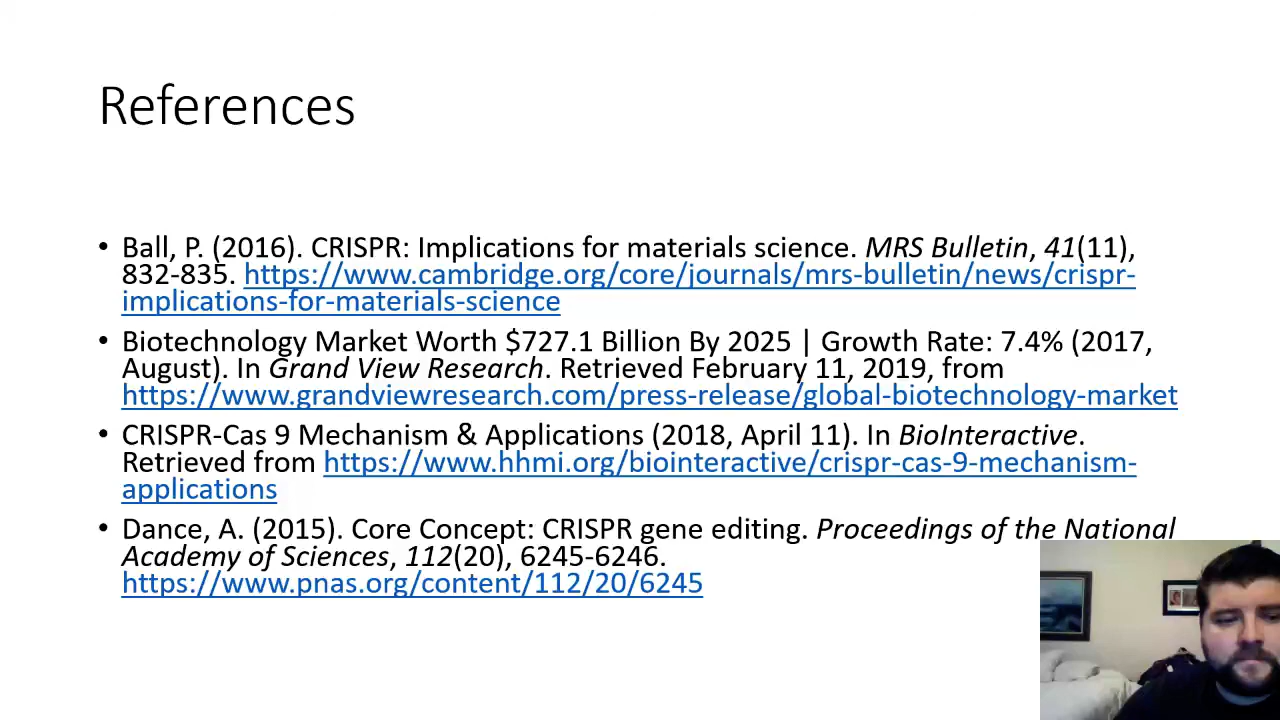 References
• Ball, P. (2016). CRISPR: Implications for materials science. MRS Bulletin, 41(11),
832-835. https://www.cambridge.org/core/journals/mrs-bulletin/news/crispr-
implications-for-materials-science
• Biotechnology Market Worth $727.1 Billion By 2025 | Growth Rate: 7.4% (2017,
August). In Grand View Research. Retrieved February 11, 2019, from
https://www.grandviewresearch.com/press-release/global-biotechnology-market
• CRISPR-Cas 9 Mechanism & Applications (2018, April 11). In BioInteractive.
Retrieved from https://www.hhmi.org/biointeractive/crispr-cas-9-mechanism-
applications
• Dance, A. (2015). Core Concept: CRISPR gene editing. Proceedings of the National
Academy of Sciences, 112(20), 6245-6246.
https://www.pnas.org/content/112/20/6245